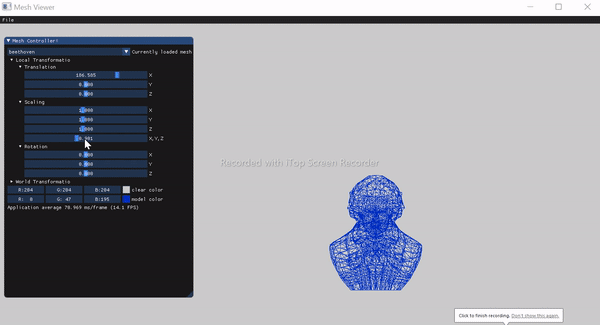 Mesh Viewer
File
▼ Mesh Controller!
beethoven Currently loaded mesh
▼ Local Transformatio
▼ Translation
106.585 X
0.000 Y
0.000 Z
▼ Scaling
1.000 X
1.000 Y
1.000 Z
0.501 X,Y,Z
▼ Rotation
0.000 X
0.000 Y
0.000 Z
► World Transformatio
R:204 G:204 B:204 clear color
R: 0 G: 47 B:195 model color
Application average 70.969 ms/frame (14.1 FPS)
Recorded with iTop Screen Recorder
Click to finish recording. Don't show this again.